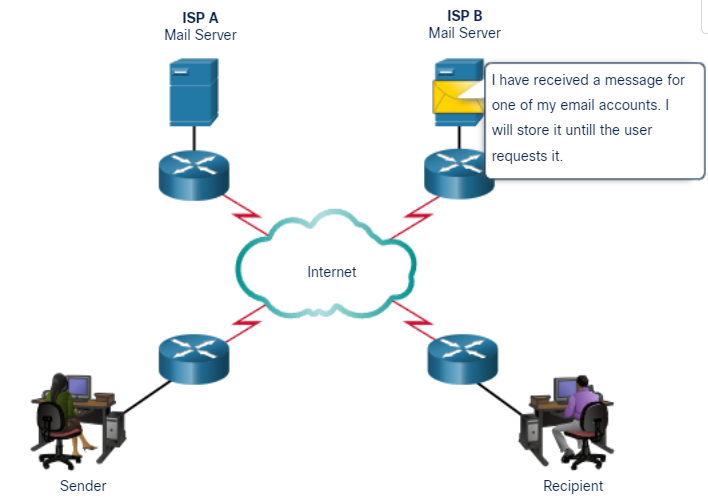 ISP A
Mail Server
ISP B
Mail Server
I have received a message for
one of my email accounts. I
will store it untill the user
requests it.
Internet
Sender
Recipient